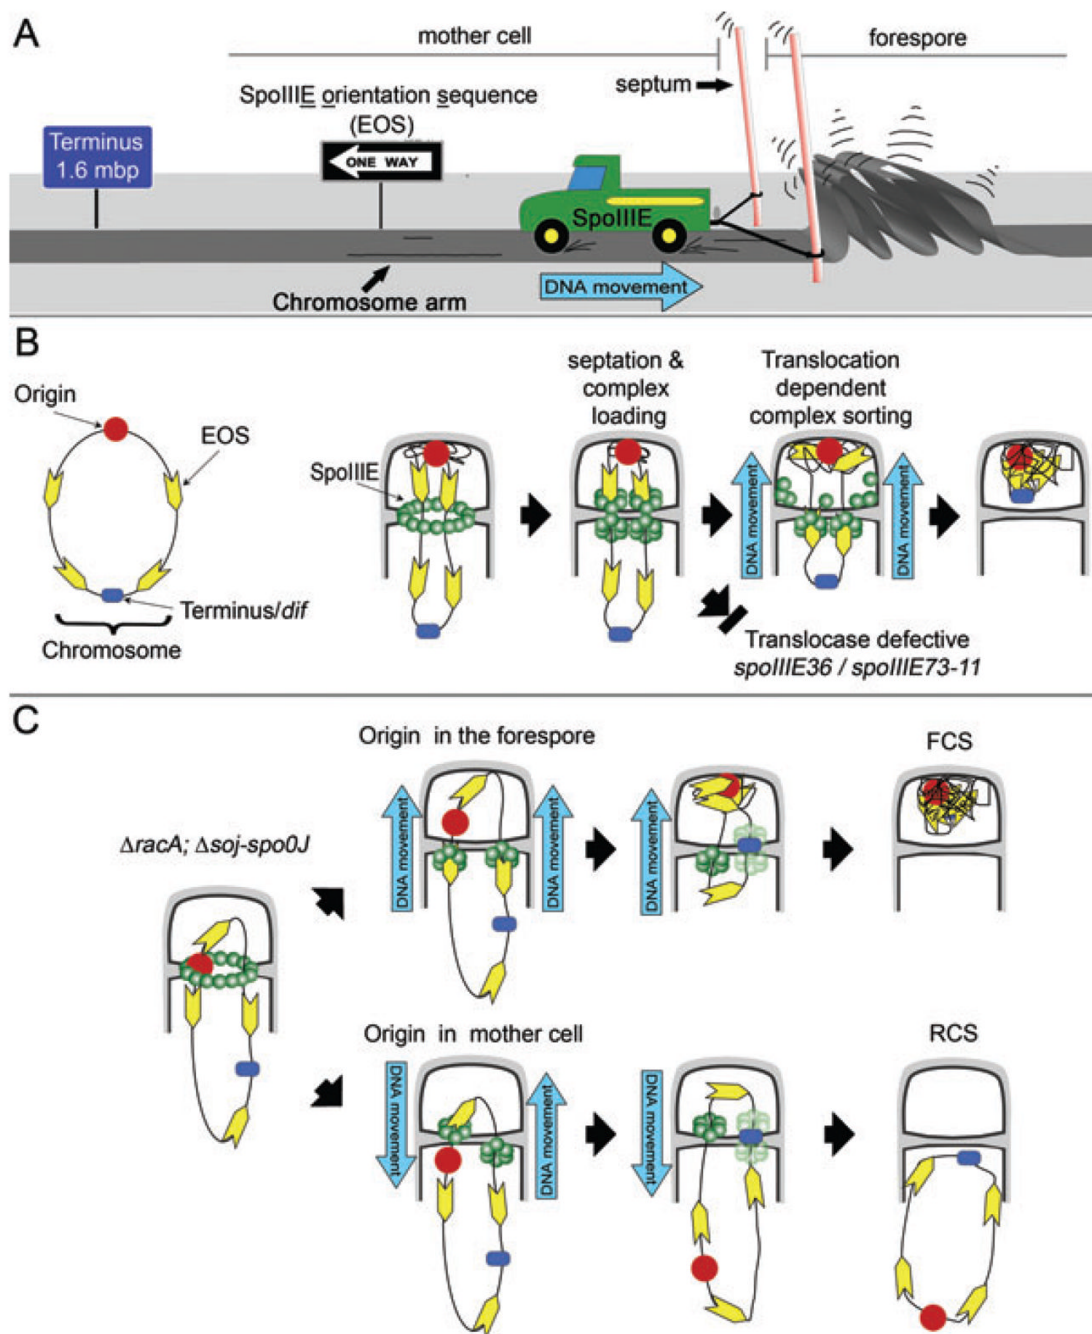 A
mother cell
forespore
septum
SpoIIIE orientation sequence
(EOS)
Terminus
1.6 mbp
ONE WAY
SpoIIIE
DNA movement
Chromosome arm
B
Origin
EOS
Terminus/dif
Chromosome
SpoIIIE
septation &
complex
loading
Translocation
dependent
complex sorting
DNA movement
DNA movement
Translocase defective
spoIIIE36 / spoIIIE73-11
C
Origin in the forespore
FCS
ΔracA; Δsoj-spo0J
DNA movement
DNA movement
DNA movement
Origin in mother cell
RCS
DNA movement
DNA movement
DNA movement